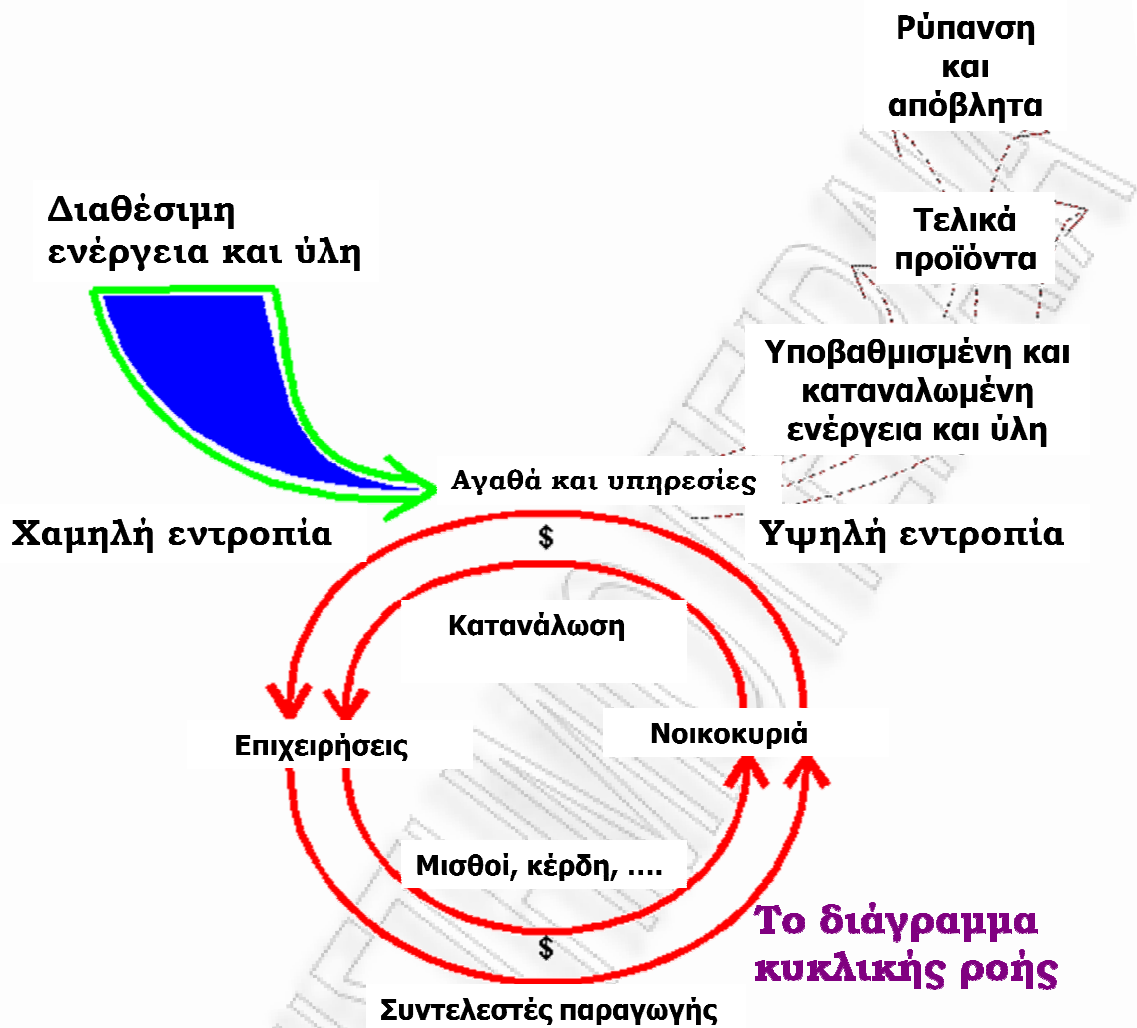 Ρύπανση
και
απόβλητα
Διαθέσιμη
ενέργεια και ύλη
Τελικά
προϊόντα
Υποβαθμισμένη και
καταναλωμένη
ενέργεια και ύλη
Αγαθά και υπηρεσίες
Χαμηλή εντροπία
$
Υψηλή εντροπία
Κατανάλωση
Επιχειρήσεις
Νοικοκυριά
Μισθοί, κέρδη, ....
$
Το διάγραμμα
κυκλικής ροής
Συντελεστές παραγωγής